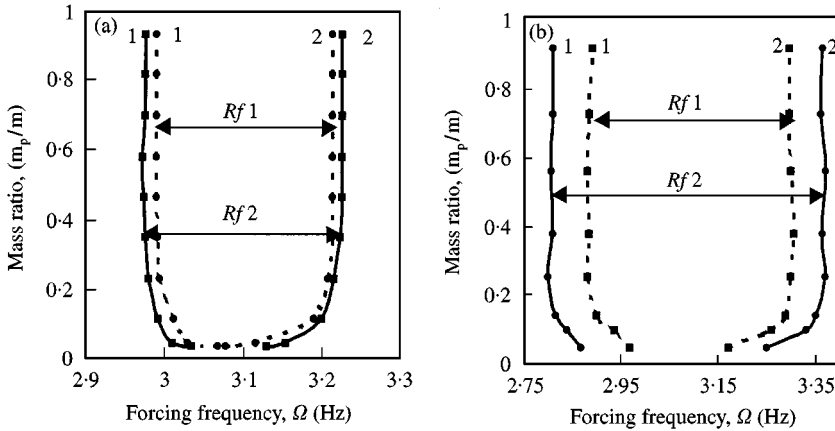 (a)
1 1 2 2
Mass ratio, (mp/m)
1
0·8
0·6
0·4
0·2
0
Rf 1
Rf 2
2·9 3 3·1 3·2 3·3
Forcing frequency, Ω (Hz)
(b)
1 1 2 2
Mass ratio, (mp/m)
1
0·8
0·6
0·4
0·2
0
Rf 1
Rf 2
2·75 2·95 3·15 3·35
Forcing frequency, Ω (Hz)